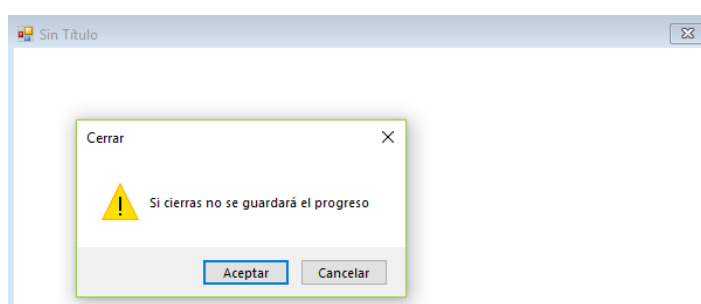 Sin Título
Cerrar
Si cierras no se guardará el progreso
Aceptar Cancelar